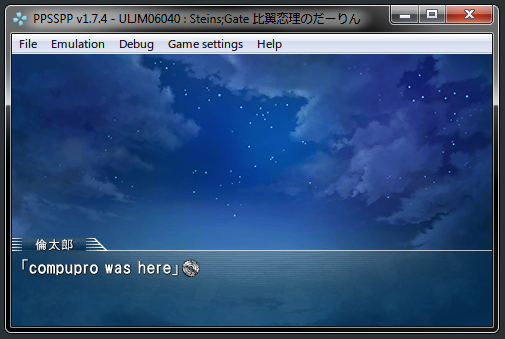 PPSSPP v1.7.4 - ULJM06040 : Steins;Gate 比翼恋理のだーりん
File Emulation Debug Game settings Help
倫太郎
「compupro was here」